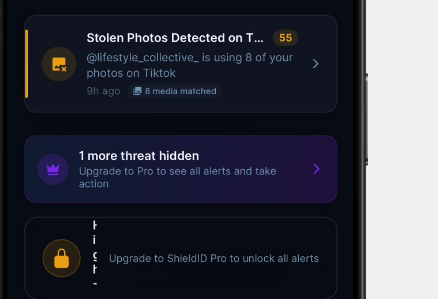 Stolen Photos Detected on T... 55
@lifestyle_collective_ is using 8 of your
photos on Tiktok
9h ago 8 media matched
1 more threat hidden
Upgrade to Pro to see all alerts and take
action
H
i
g
h
-
Upgrade to ShieldID Pro to unlock all alerts